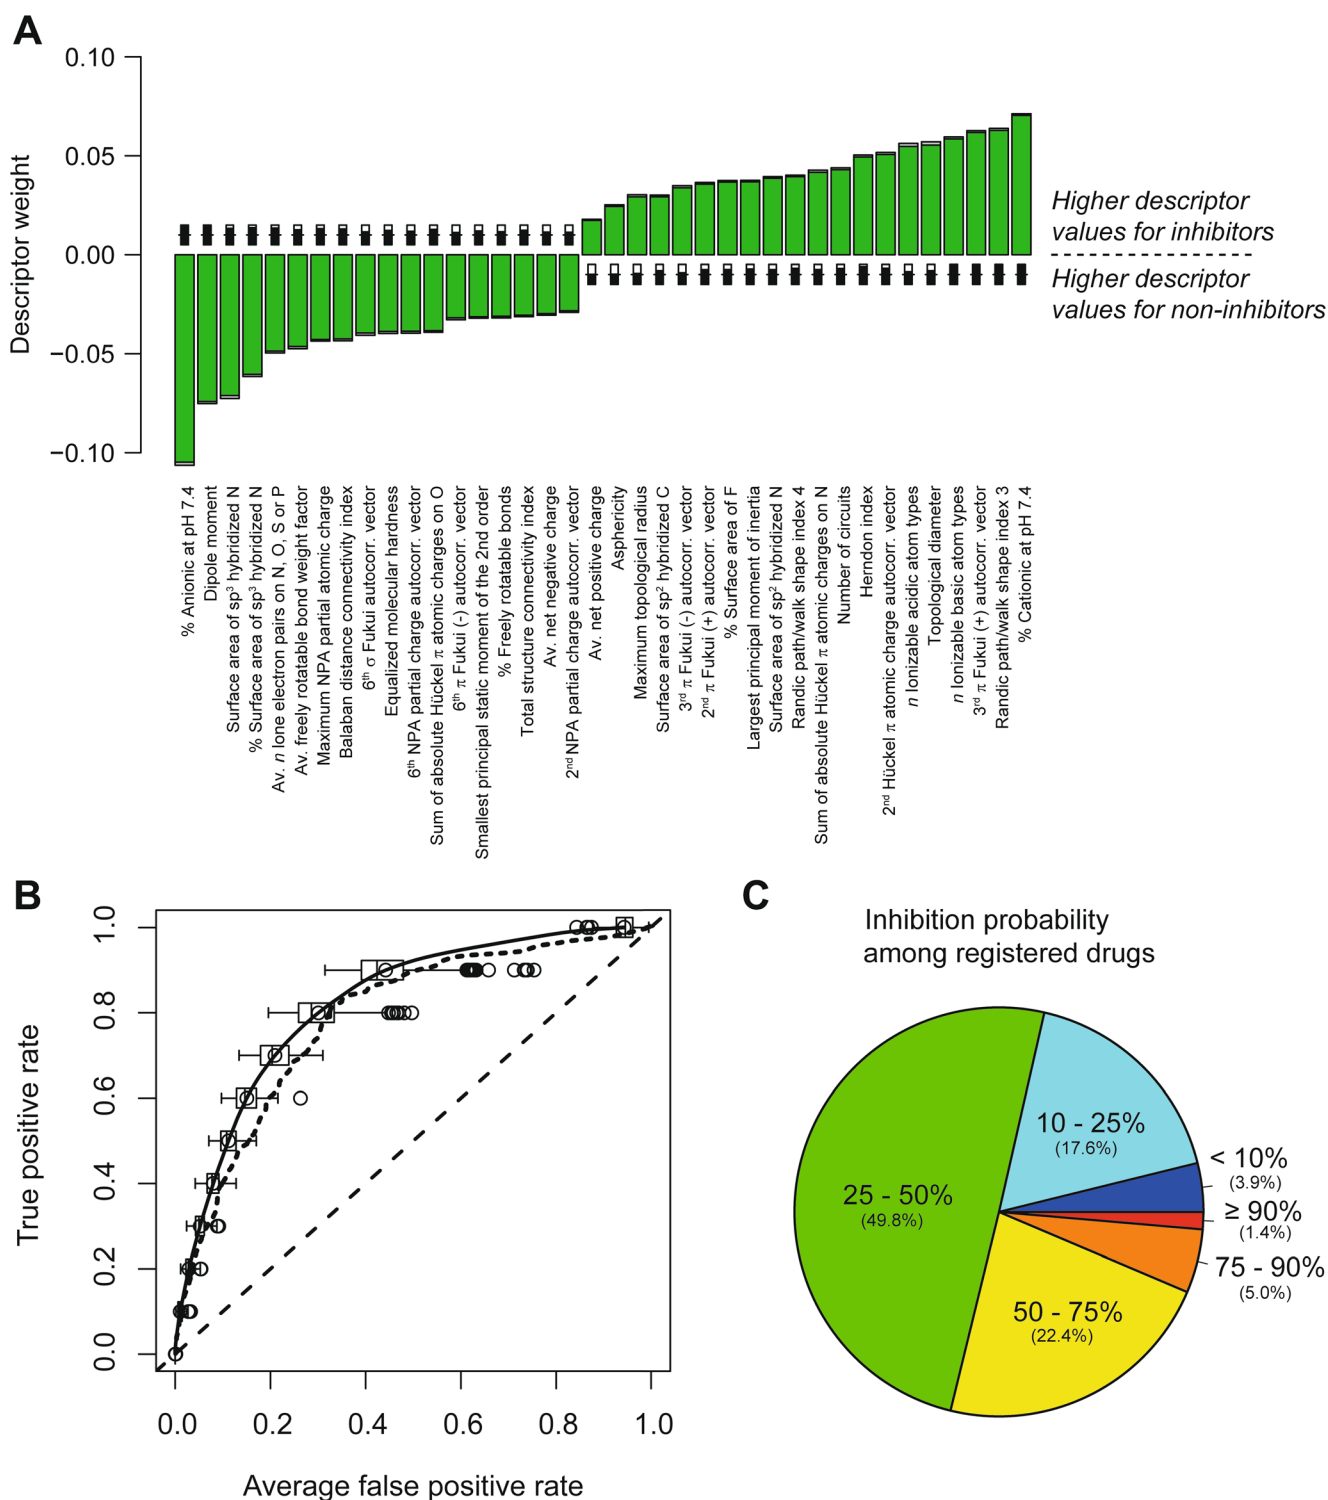 A
0.10
0.05
0.00
−0.05
−0.10
Descriptor weight
Higher descriptor
values for inhibitors
Higher descriptor
values for non-inhibitors
% Anionic at pH 7.4
Dipole moment
Surface area of sp³ hybridized N
% Surface area of sp³ hybridized N
Av. n lone electron pairs on N, O, S or P
Av. freely rotatable bond weight factor
Maximum NPA partial atomic charge
Balaban distance connectivity index
6th σ Fukui autocorr. vector
Equalized molecular hardness
6th NPA partial charge autocorr. vector
Sum of absolute Hückel π atomic charges on O
6th π Fukui (-) autocorr. vector
Smallest principal static moment of the 2nd order
% Freely rotatable bonds
Total structure connectivity index
Av. net negative charge
2nd NPA partial charge autocorr. vector
Av. net positive charge
Asphericity
Maximum topological radius
Surface area of sp² hybridized C
3rd π Fukui (-) autocorr. vector
2nd π Fukui (+) autocorr. vector
% Surface area of F
Largest principal moment of inertia
Surface area of sp² hybridized N
Randic path/walk shape index 4
Sum of absolute Hückel π atomic charges on N
Number of circuits
Herndon index
2nd Hückel π atomic charge autocorr. vector
n Ionizable acidic atom types
Topological diameter
n Ionizable basic atom types
3rd π Fukui (+) autocorr. vector
Randic path/walk shape index 3
% Cationic at pH 7.4
B
1.0
0.8
0.6
0.4
0.2
0.0
True positive rate
0.0 0.2 0.4 0.6 0.8 1.0
Average false positive rate
C
Inhibition probability
among registered drugs
10 - 25%
(17.6%)
< 10%
(3.9%)
25 - 50%
(49.8%)
≥ 90%
(1.4%)
75 - 90%
(5.0%)
50 - 75%
(22.4%)